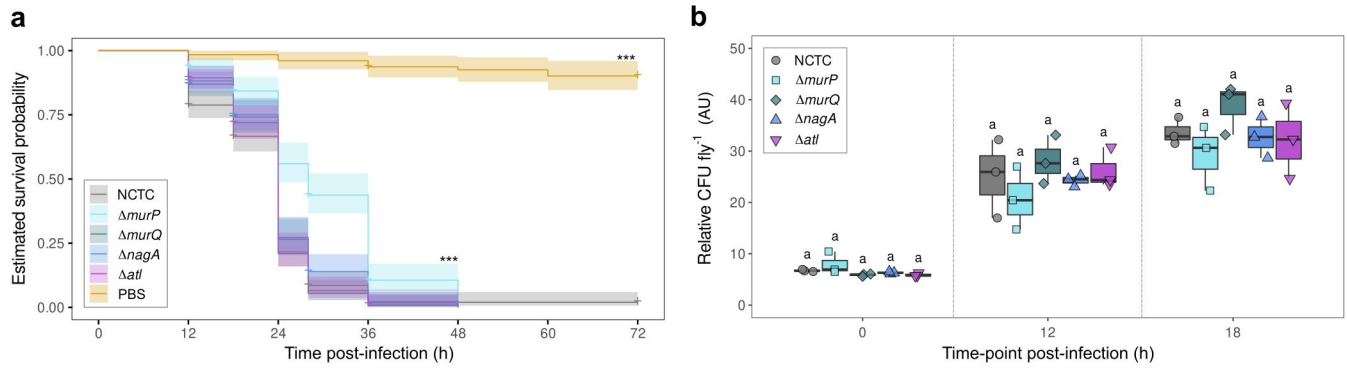 a
Estimated survival probability
1.00
0.75
0.50
0.25
0.00
NCTC
ΔmurP
ΔmurQ
ΔnagA
Δatl
PBS
***
***
0 12 24 36 48 60 72
Time post-infection (h)
b
Relative CFU fly⁻¹ (AU)
50
40
30
20
10
0
NCTC
ΔmurP
ΔmurQ
ΔnagA
Δatl
a a a a a
a a a a a
a a a a a
0 12 18
Time-point post-infection (h)